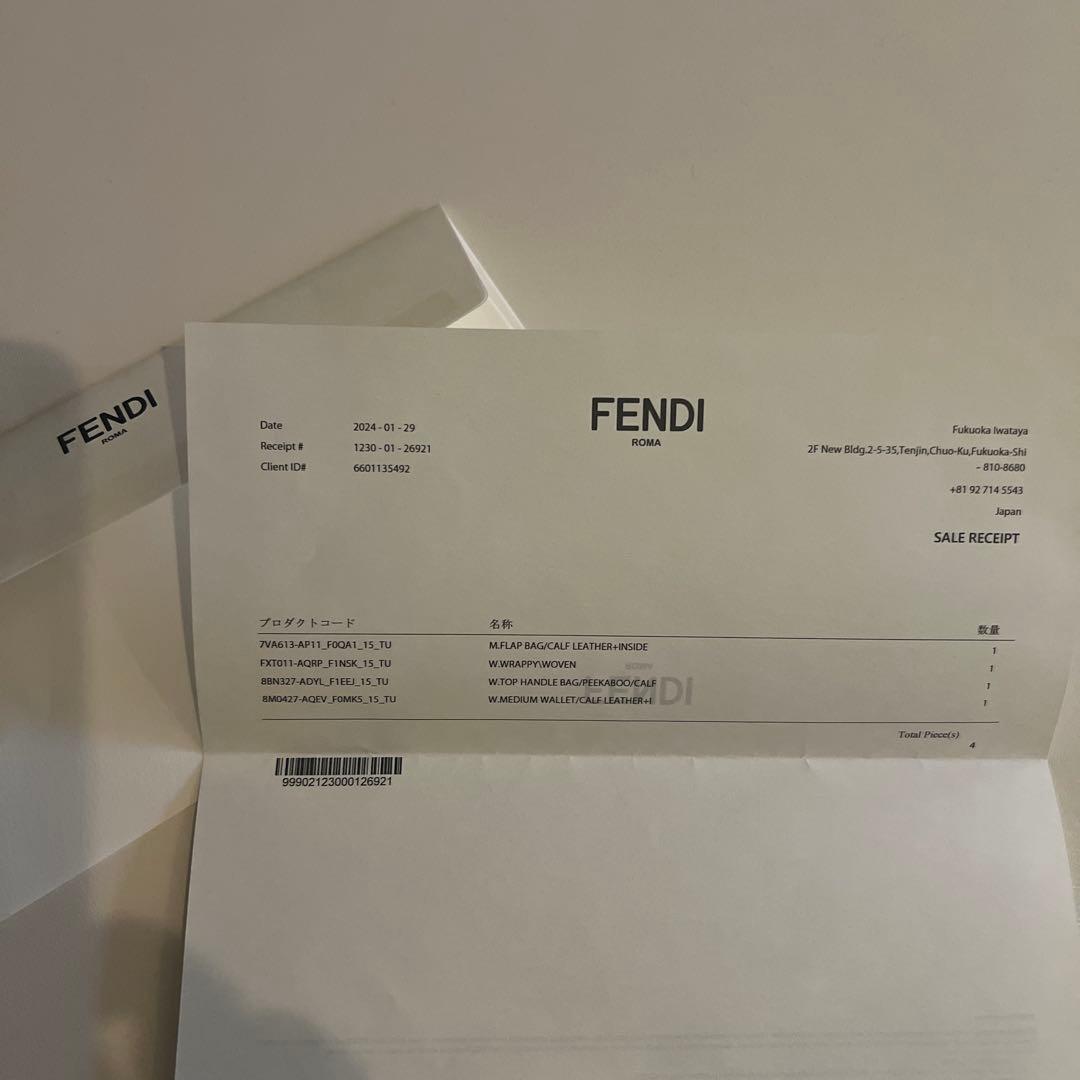 FENDI
ROMA
FENDI
ROMA
Date 2024 - 01 - 29
Receipt # 1230 - 01 - 26921
Client ID# 6601135492
Fukuoka Iwataya
2F New Bldg.2-5-35,Tenjin,Chuo-Ku,Fukuoka-Shi
- 810-8680
+81 92 714 5543
Japan
SALE RECEIPT
プロダクトコード 名称 数量
7VA613-AP11_F0QA1_15_TU M.FLAP BAG/CALF LEATHER+INSIDE 1
FXT011-AQRP_F1NSK_15_TU W.WRAPPY\WOVEN 1
8BN327-ADYL_F1EEJ_15_TU W.TOP HANDLE BAG/PEEKABOO/CALF 1
8M0427-AQEV_F0MK5_15_TU W.MEDIUM WALLET/CALF LEATHER+I 1
Total Piece(s) 4
99902123000126921